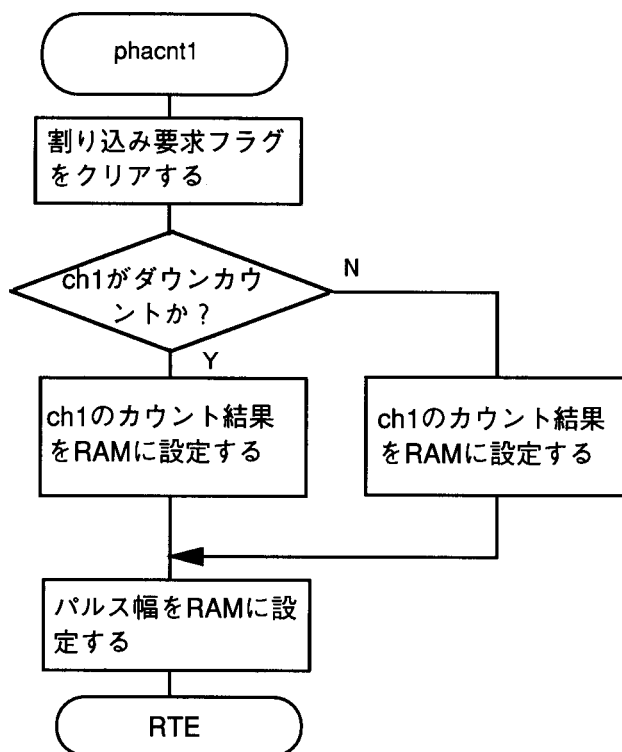 phacnt1
割り込み要求フラグ
をクリアする
ch1がダウンカウ
ントか？
N
Y
ch1のカウント結果
をRAMに設定する
ch1のカウント結果
をRAMに設定する
パルス幅をRAMに設
定する
RTE